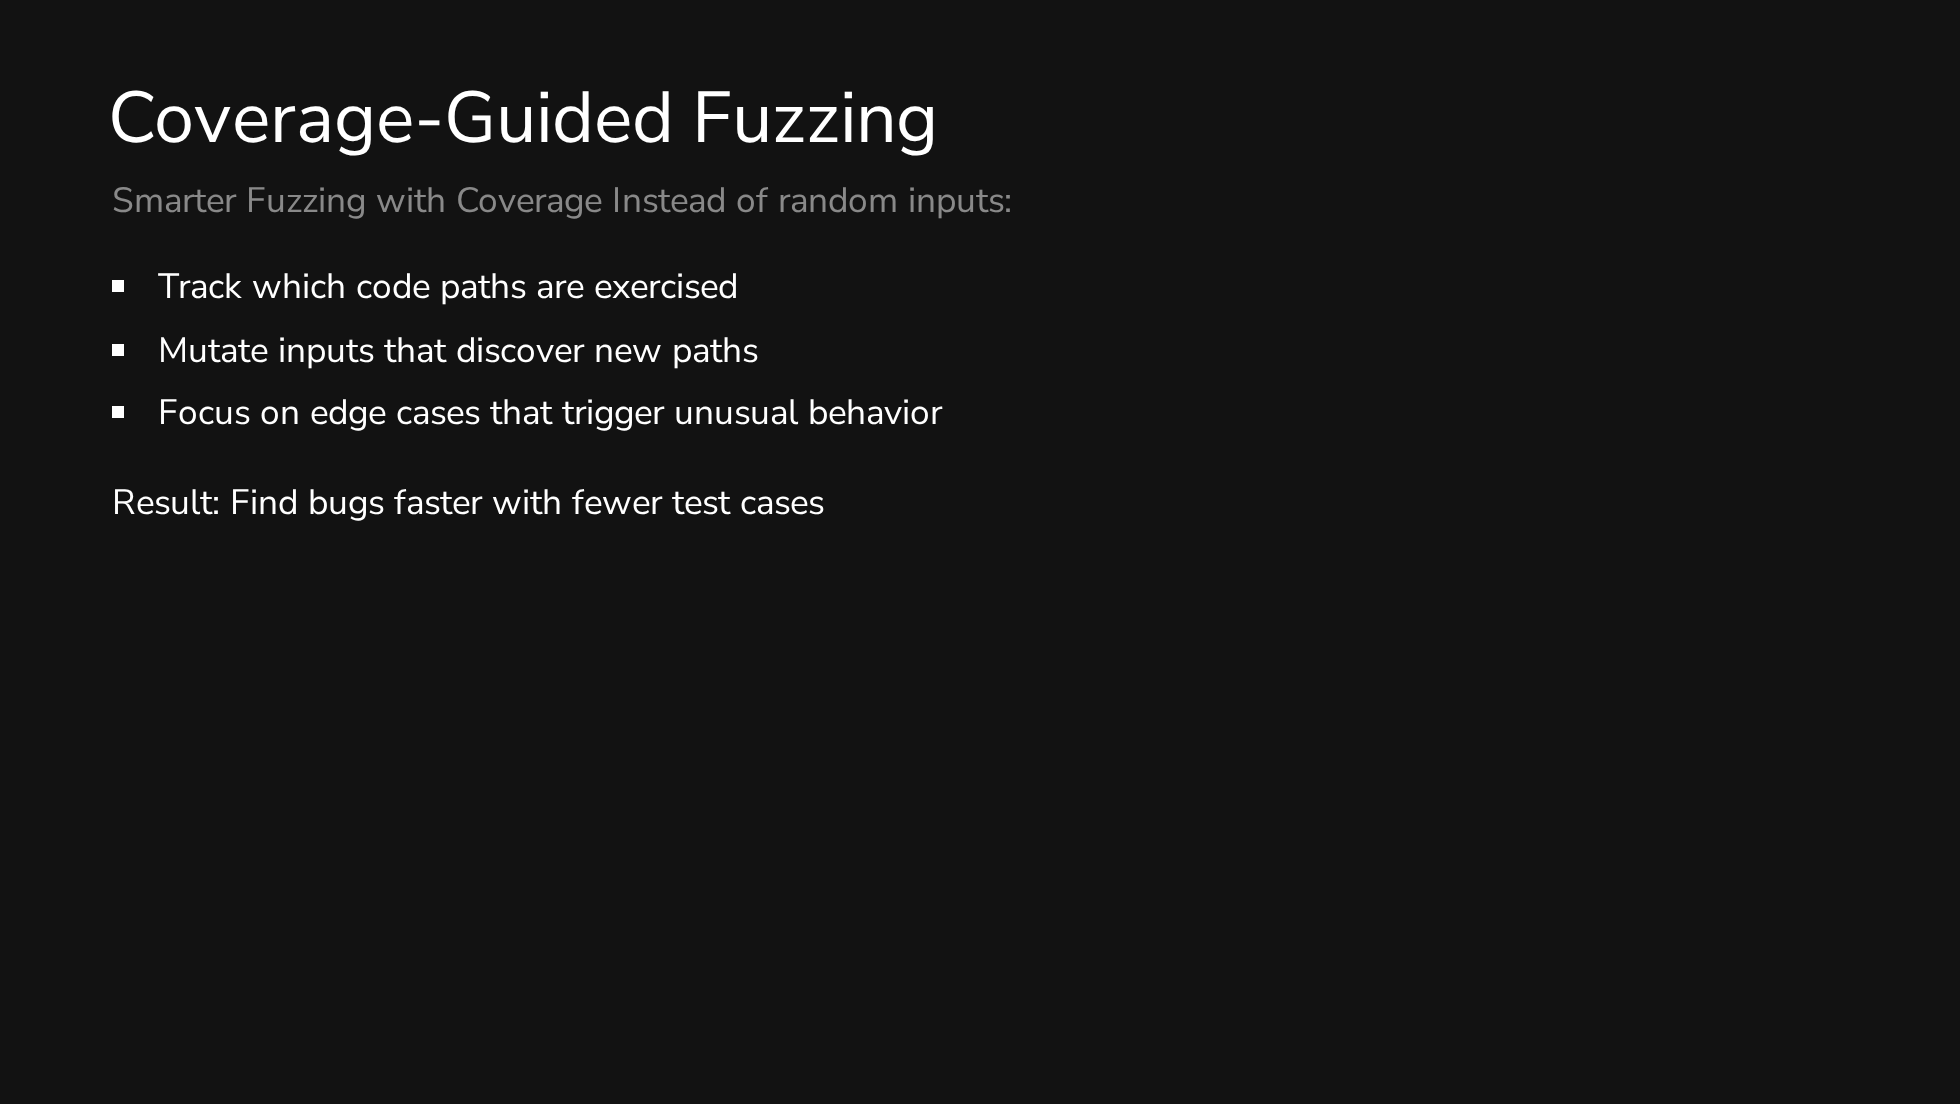 Coverage-Guided Fuzzing
Smarter Fuzzing with Coverage Instead of random inputs:
Track which code paths are exercised
Mutate inputs that discover new paths
Focus on edge cases that trigger unusual behavior
Result: Find bugs faster with fewer test cases